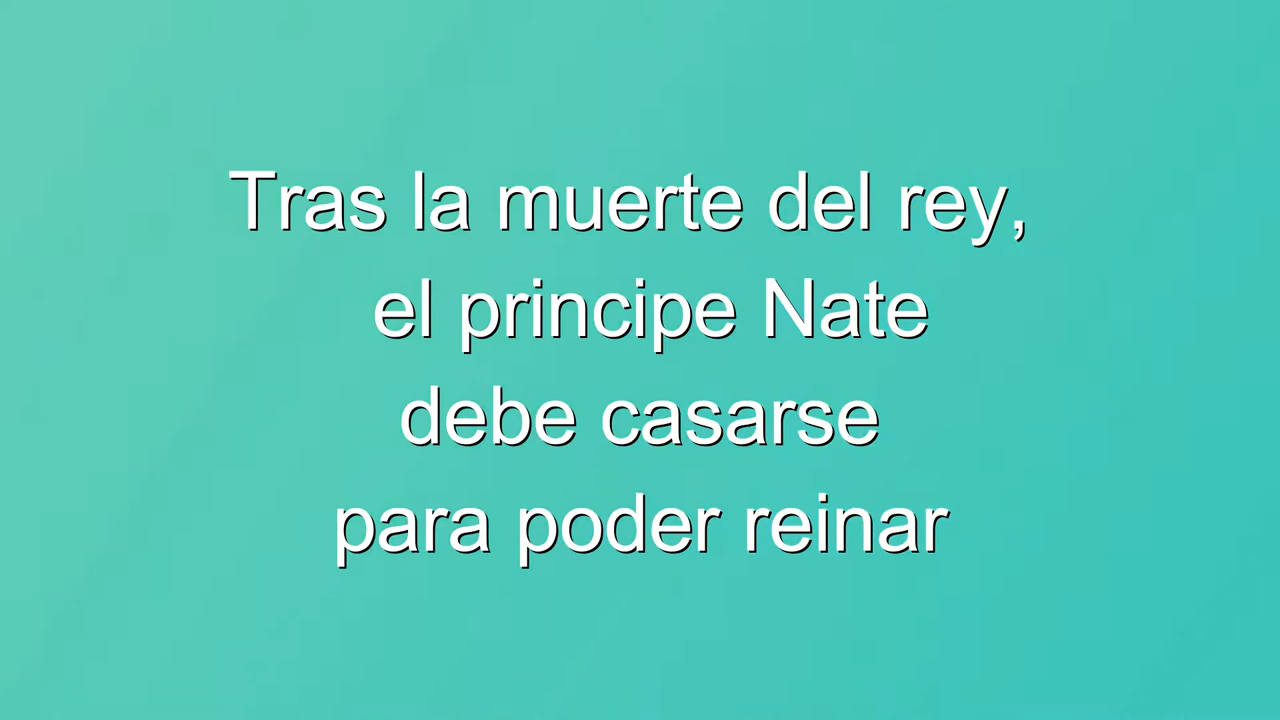 Tras la muerte del rey,
el principe Nate
debe casarse
para poder reinar